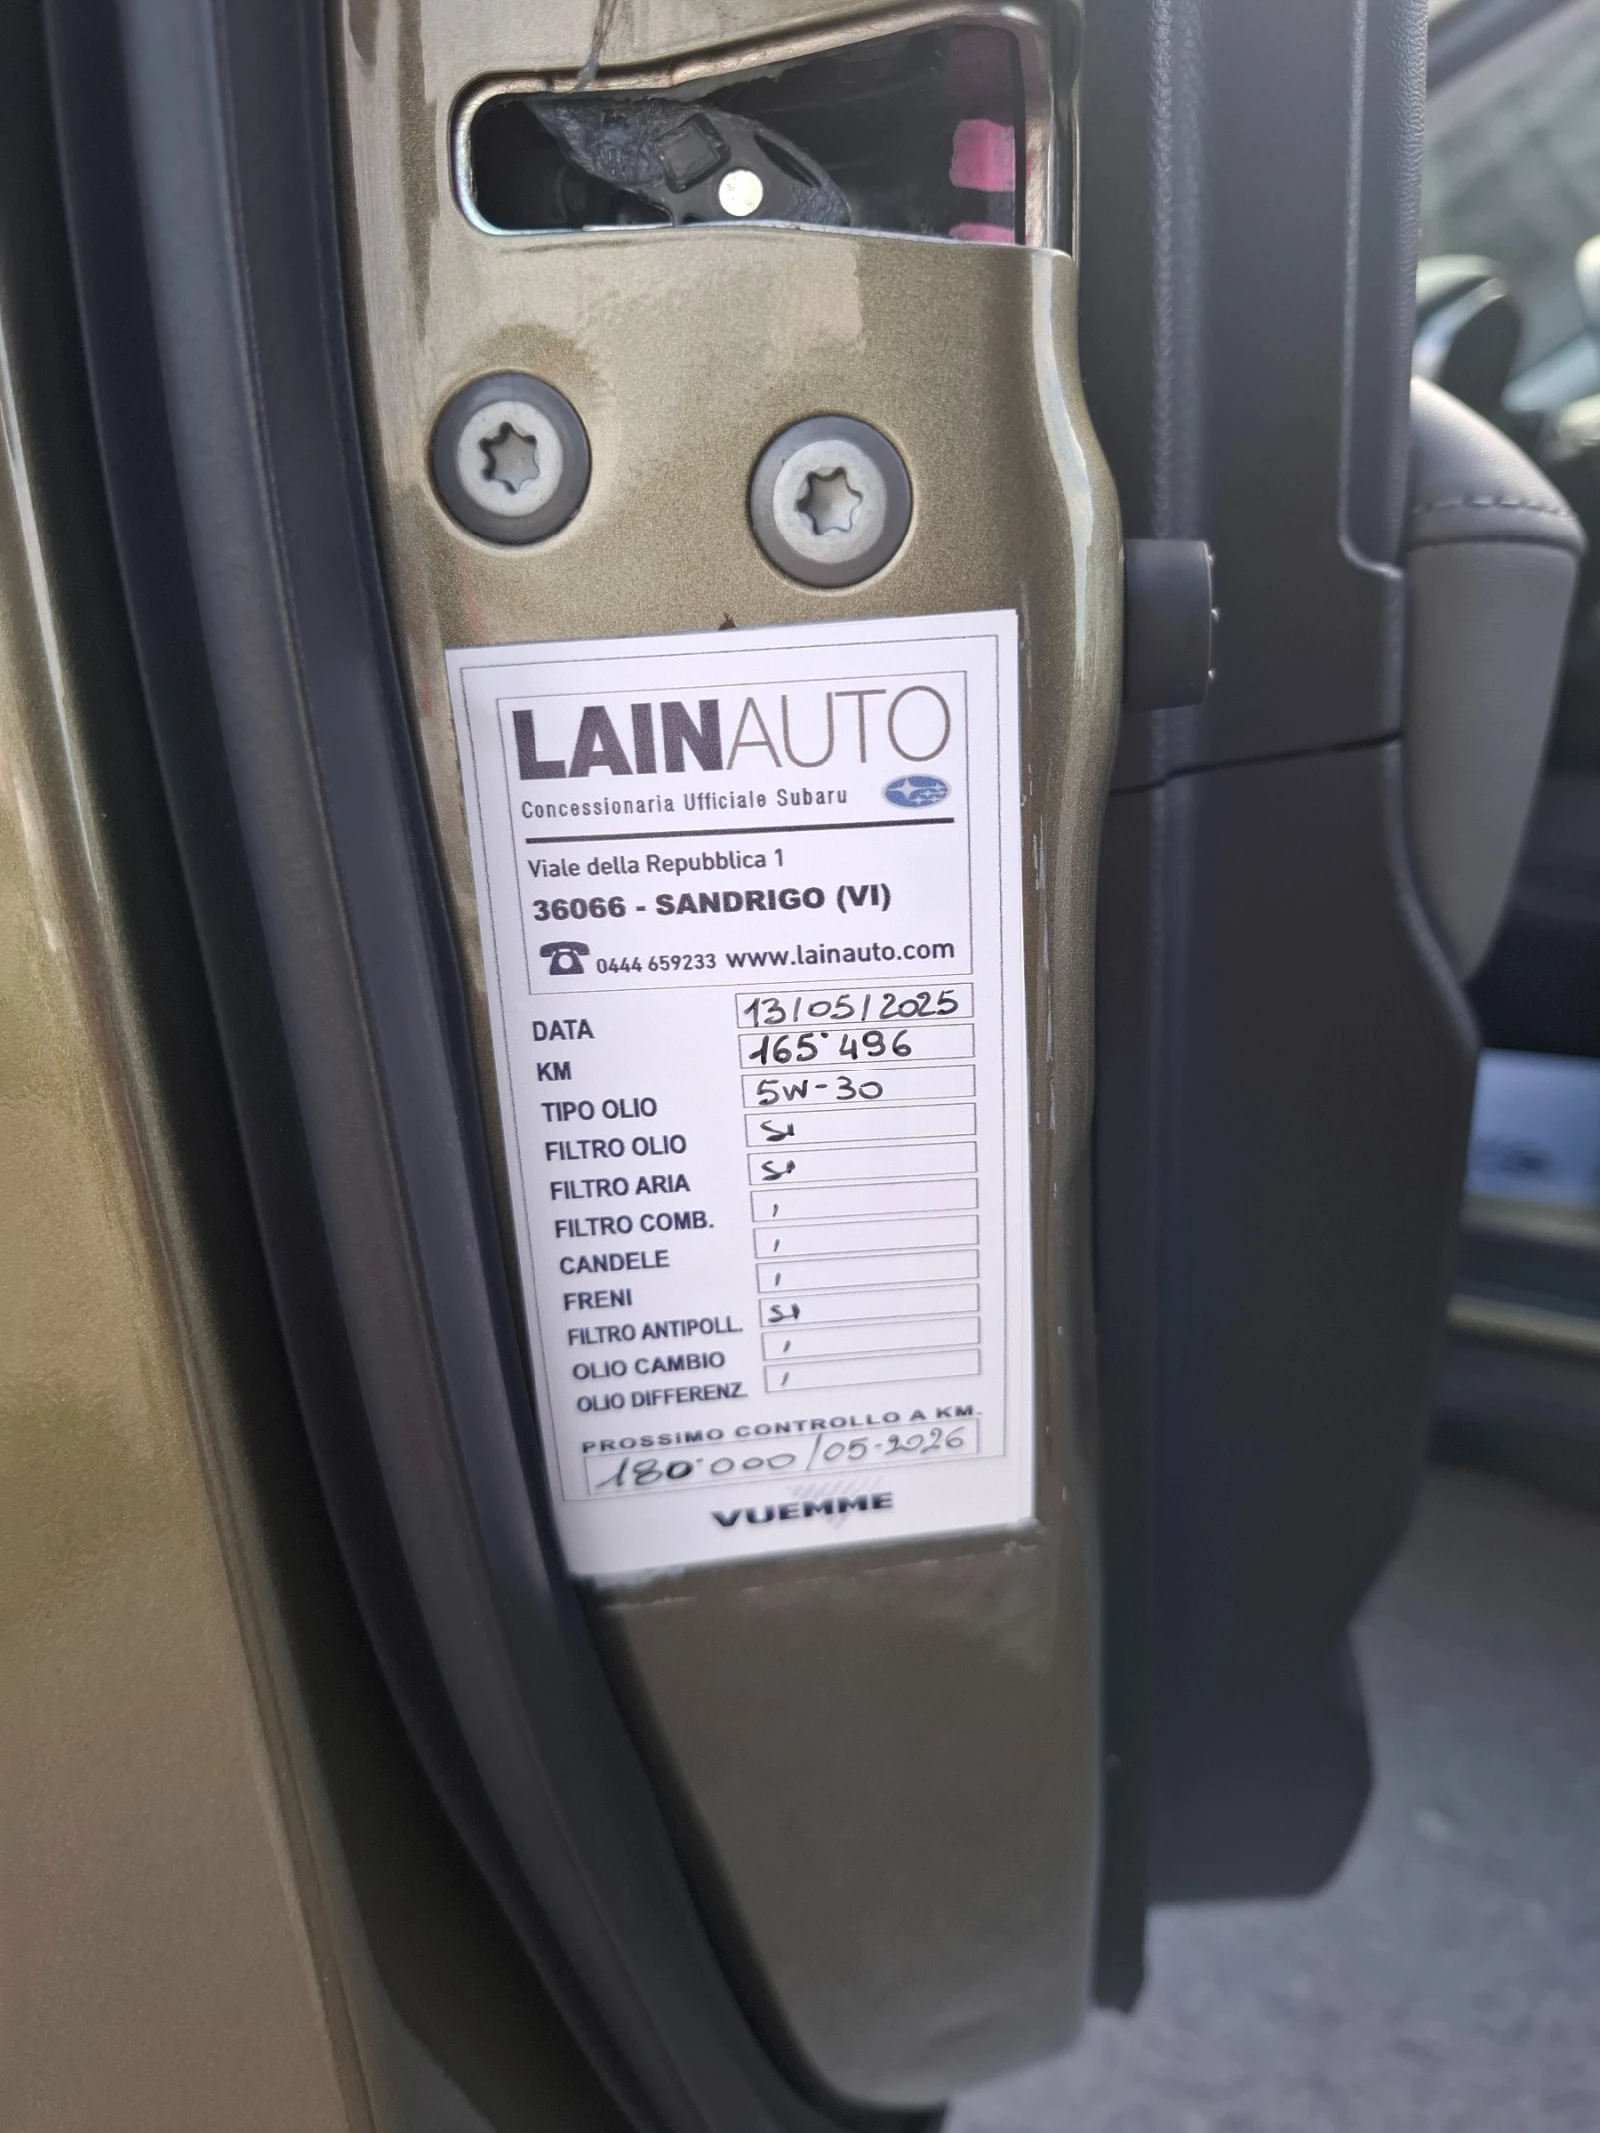 LAINAUTO
Concessionaria Ufficiale Subaru
Viale della Repubblica 1
36066 - SANDRIGO (VI)
0444 659233 www.lainauto.com
DATA 13/05/2025
KM 165'496
TIPO OLIO 5W-30
FILTRO OLIO SI
FILTRO ARIA SI
FILTRO COMB. /
CANDELE /
FRENI /
FILTRO ANTIPOLL. SI
OLIO CAMBIO /
OLIO DIFFERENZ. /
PROSSIMO CONTROLLO A KM.
180'000/05-2026
VUEMME